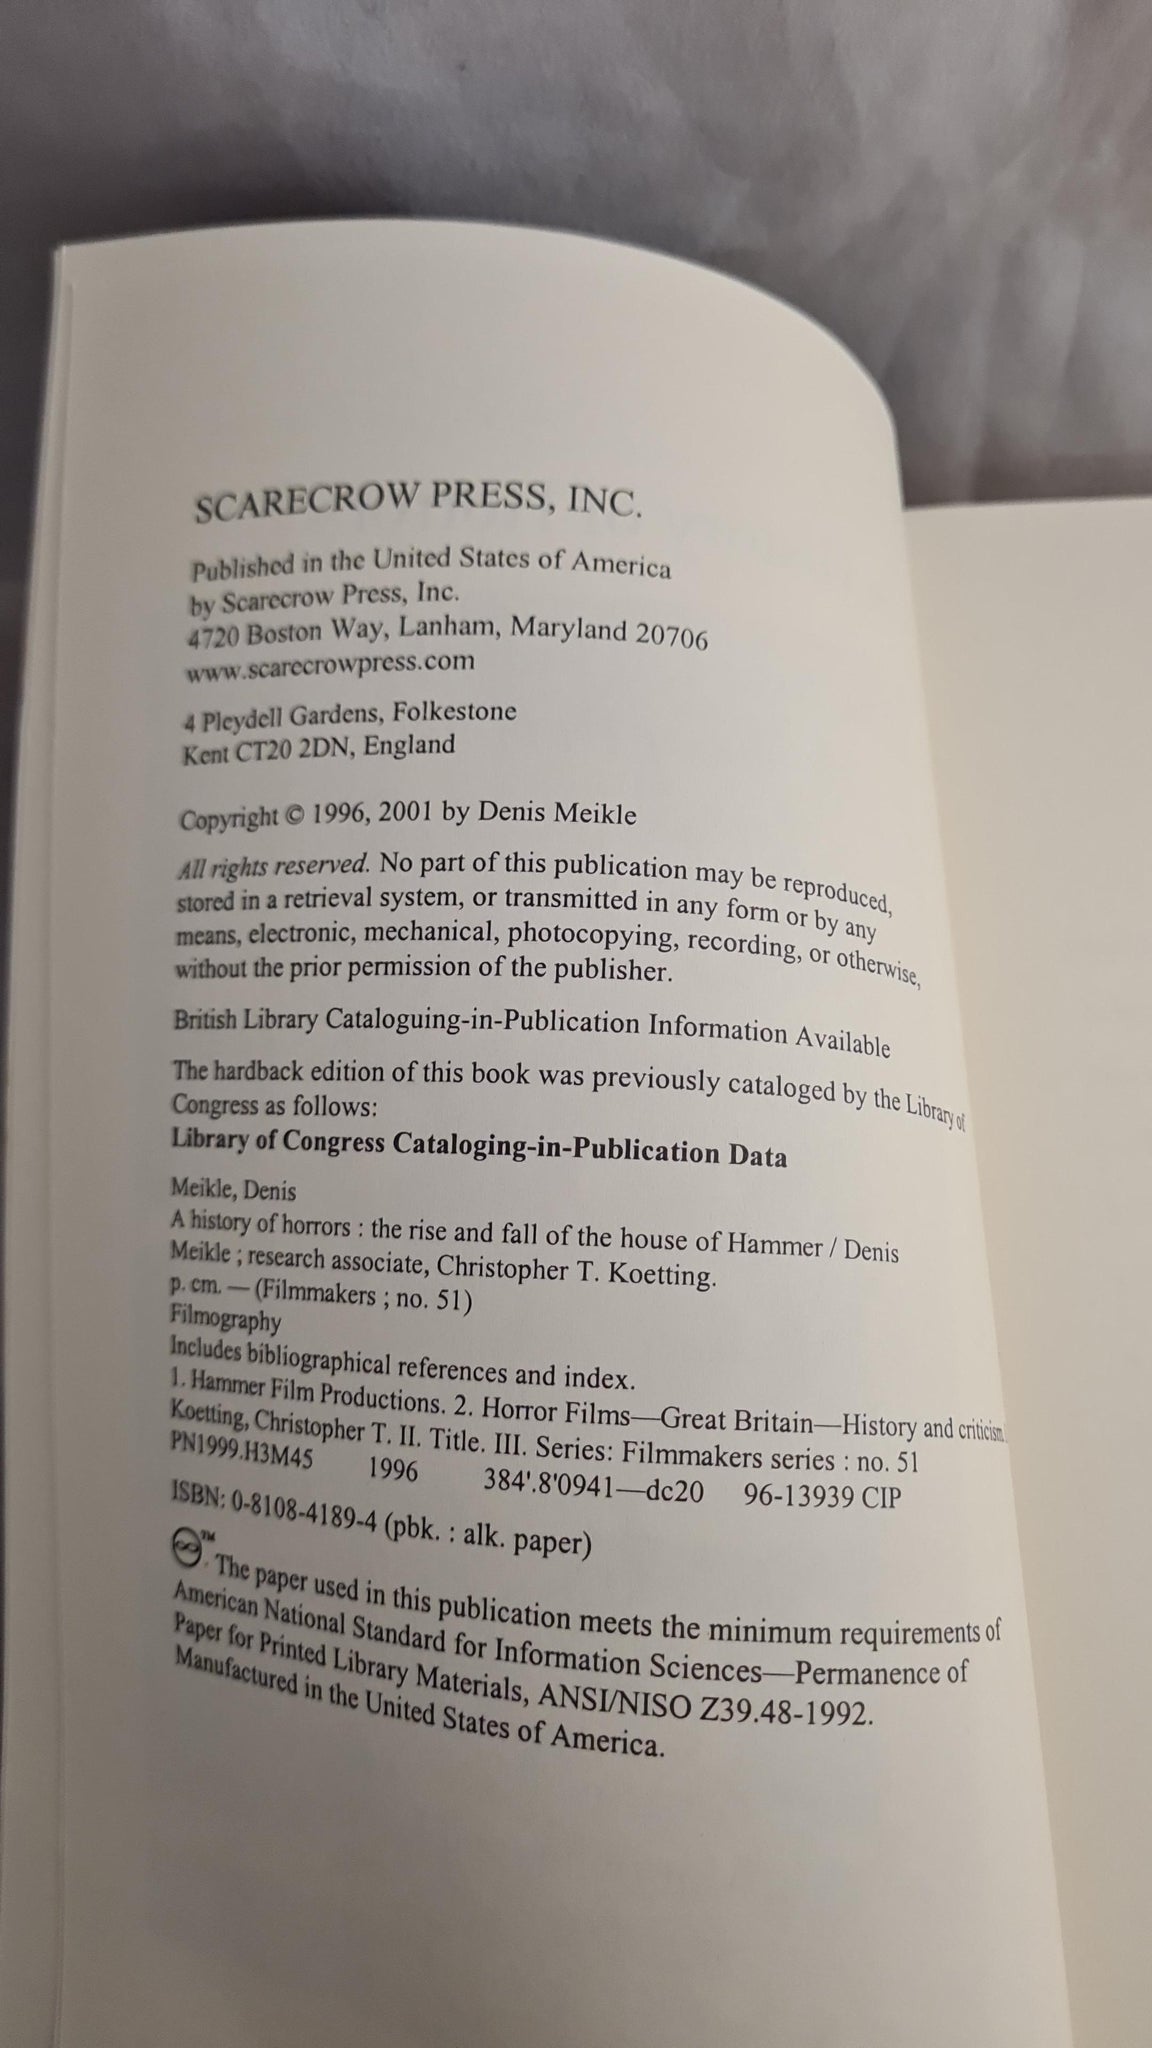 SCARECROW PRESS, INC.
Published in the United States of America
by Scarecrow Press, Inc.
4720 Boston Way, Lanham, Maryland 20706
www.scarecrowpress.com
4 Pleydell Gardens, Folkestone
Kent CT20 2DN, England
Copyright © 1996, 2001 by Denis Meikle
All rights reserved. No part of this publication may be reproduced,
stored in a retrieval system, or transmitted in any form or by any
means, electronic, mechanical, photocopying, recording, or otherwise,
without the prior permission of the publisher.
British Library Cataloguing-in-Publication Information Available
The hardback edition of this book was previously cataloged by the Library of
Congress as follows:
Library of Congress Cataloging-in-Publication Data
Meikle, Denis
A history of horrors : the rise and fall of the house of Hammer / Denis
Meikle ; research associate, Christopher T. Koetting.
p. cm. — (Filmmakers ; no. 51)
Filmography
Includes bibliographical references and index.
1. Hammer Film Productions. 2. Horror Films—Great Britain—History and criticism.
Koetting, Christopher T. II. Title. III. Series: Filmmakers series : no. 51
PN1999.H3M45 1996 384'.8'0941—dc20 96-13939 CIP
ISBN: 0-8108-4189-4 (pbk. : alk. paper)
∞™. The paper used in this publication meets the minimum requirements of
American National Standard for Information Sciences—Permanence of
Paper for Printed Library Materials, ANSI/NISO Z39.48-1992.
Manufactured in the United States of America.